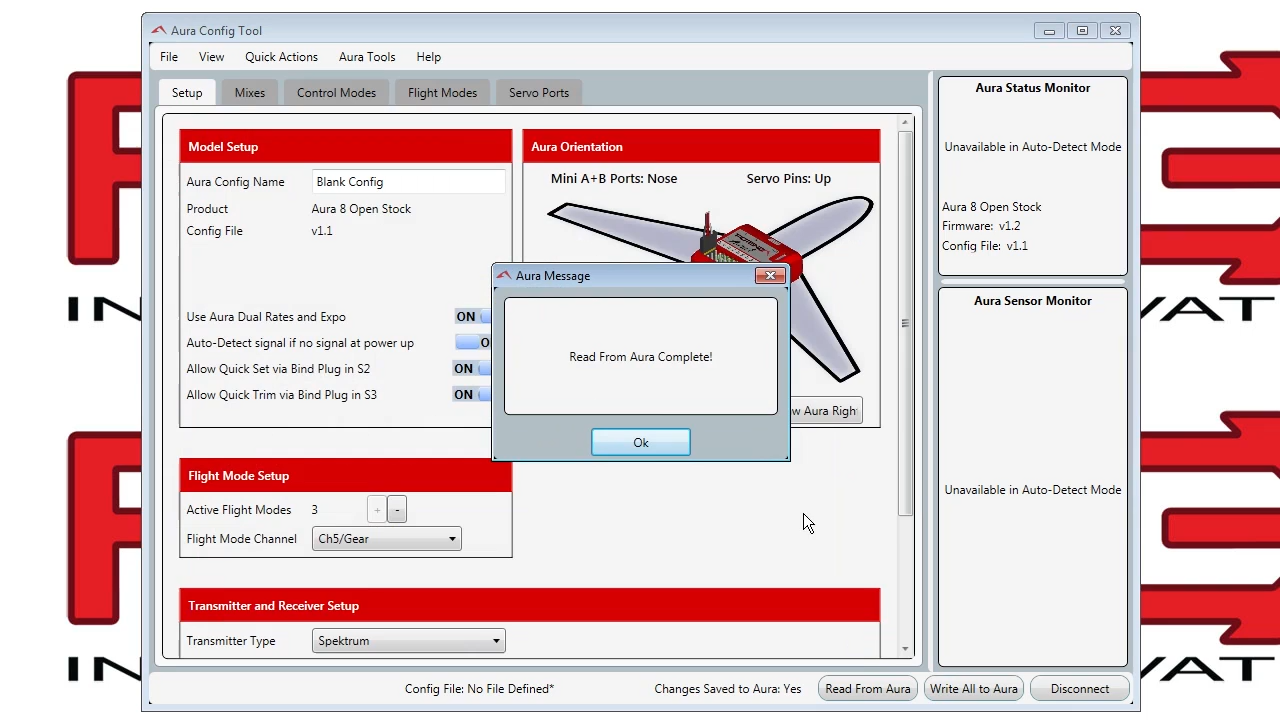 Aura Config Tool
File View Quick Actions Aura Tools Help
Setup Mixes Control Modes Flight Modes Servo Ports
Model Setup
Aura Config Name Blank Config
Product Aura 8 Open Stock
Config File v1.1
Use Aura Dual Rates and Expo ON
Auto-Detect signal if no signal at power up
Allow Quick Set via Bind Plug in S2 ON
Allow Quick Trim via Bind Plug in S3 ON
Aura Orientation
Mini A+B Ports: Nose Servo Pins: Up
Aura Righ
Aura Message
Read From Aura Complete!
Ok
Flight Mode Setup
Active Flight Modes 3 + -
Flight Mode Channel Ch5/Gear
Transmitter and Receiver Setup
Transmitter Type Spektrum
Aura Status Monitor
Unavailable in Auto-Detect Mode
Aura 8 Open Stock
Firmware: v1.2
Config File: v1.1
Aura Sensor Monitor
Unavailable in Auto-Detect Mode
Config File: No File Defined* Changes Saved to Aura: Yes Read From Aura Write All to Aura Disconnect